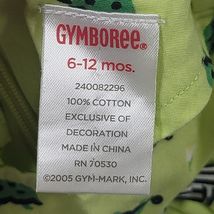 GYMBOREE®
6-12 mos.
240082296
100% COTTON
EXCLUSIVE OF
DECORATION
MADE IN CHINA
RN 70530
©2005 GYM-MARK, INC.